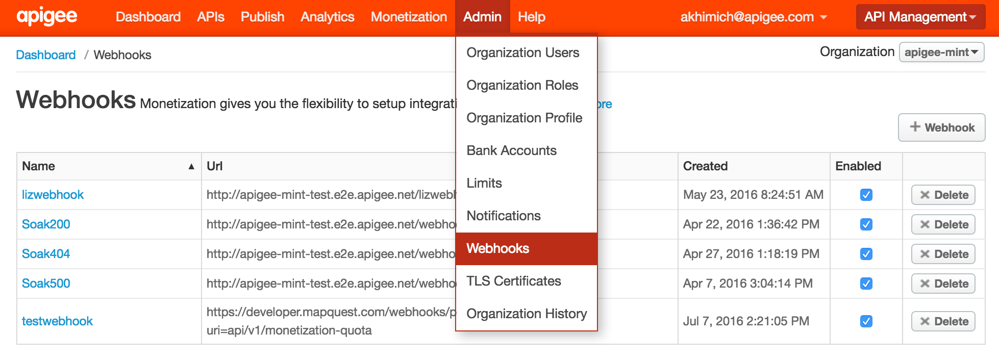 apigee Dashboard APIs Publish Analytics Monetization Admin Help akhimich@apigee.com API Management
Dashboard / Webhooks
Organization apigee-mint
Webhooks Monetization gives you the flexibility to setup
+ Webhook
Organization Users
Organization Roles
Organization Profile
Bank Accounts
Limits
Notifications
Webhooks
TLS Certificates
Organization History
Name ▲ Url Created Enabled
lizwebhook http://apigee-mint-test.e2e.apigee.net/lizweb May 23, 2016 8:24:51 AM Delete
Soak200 http://apigee-mint-test.e2e.apigee.net/webho Apr 22, 2016 1:36:42 PM Delete
Soak404 http://apigee-mint-test.e2e.apigee.net/webho Apr 27, 2016 1:18:19 PM Delete
Soak500 http://apigee-mint-test.e2e.apigee.net/webho Apr 7, 2016 3:04:14 PM Delete
testwebhook https://developer.mapquest.com/webhooks/p
uri=api/v1/monetization-quota Jul 7, 2016 2:21:05 PM Delete